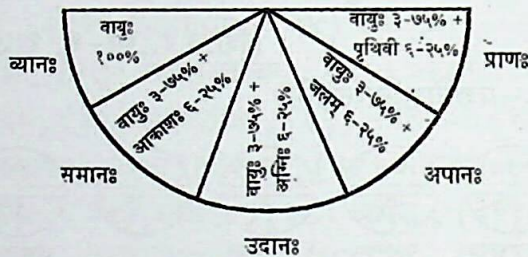 वायुः
१००%
व्यानः
वायुः ३-७५% +
आकाशः ६-२५%
समानः
वायुः ३-७५% +
अग्निः ६-२५%
उदानः
वायुः ३-७५% +
जलम् ६-२५%
अपानः
वायुः ३-७५% +
पृथिवी ६-२५%
प्राणः